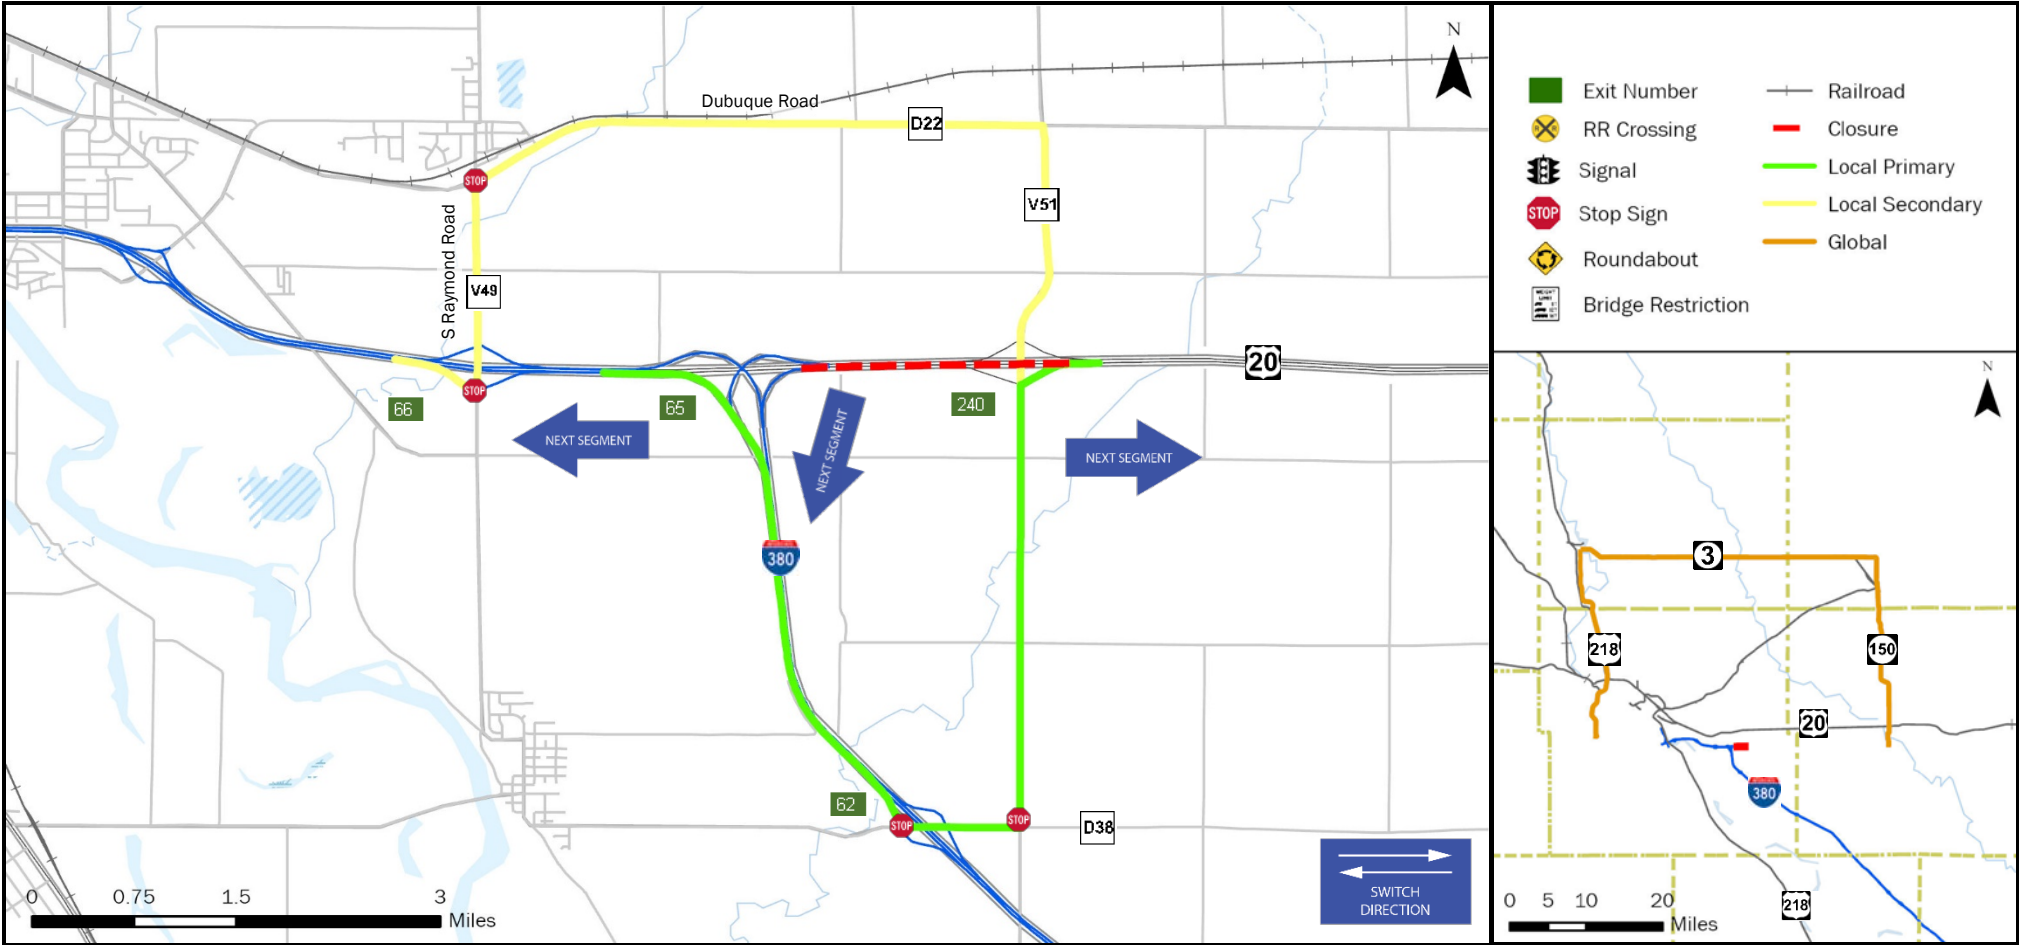 N
Dubuque Road
D22
STOP
V51
S Raymond Road
V49
20
STOP
66
65
240
NEXT SEGMENT
NEXT SEGMENT
NEXT SEGMENT
380
62
STOP
STOP
D38
0 0.75 1.5 3
Miles
SWITCH
DIRECTION
Exit Number
RR Crossing
Signal
STOP Stop Sign
Roundabout
WEIGHT
LIMIT
Bridge Restriction
Railroad
Closure
Local Primary
Local Secondary
Global
N
3
218
150
20
380
218
0 5 10 20
Miles